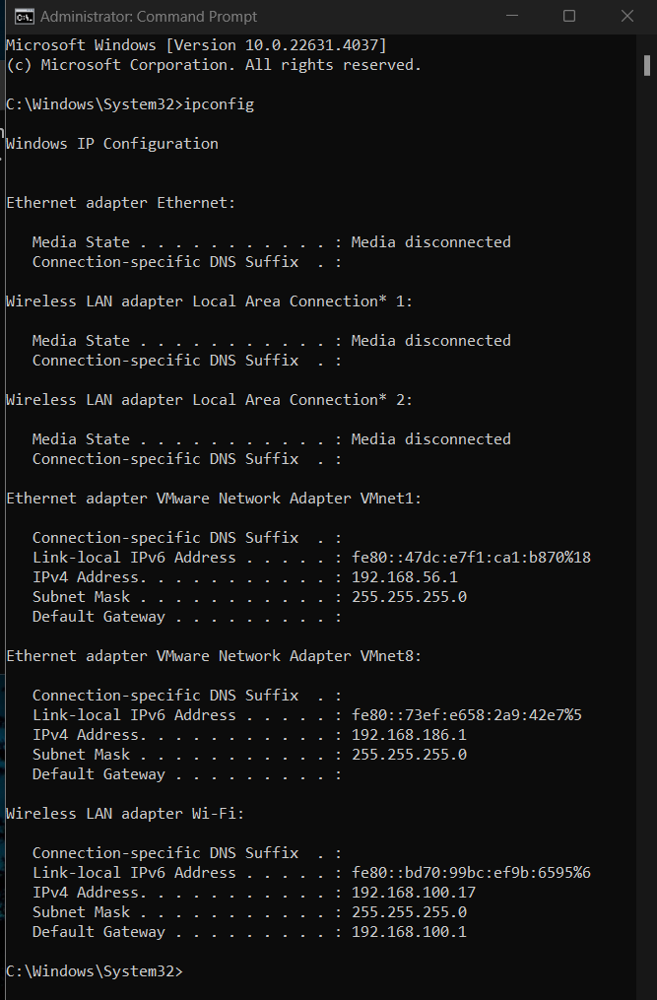 Administrator: Command Prompt
Microsoft Windows [Version 10.0.22631.4037]
(c) Microsoft Corporation. All rights reserved.
C:\Windows\System32>ipconfig
Windows IP Configuration
Ethernet adapter Ethernet:
Media State . . . . . . . . . . . : Media disconnected
Connection-specific DNS Suffix  . :
Wireless LAN adapter Local Area Connection* 1:
Media State . . . . . . . . . . . : Media disconnected
Connection-specific DNS Suffix  . :
Wireless LAN adapter Local Area Connection* 2:
Media State . . . . . . . . . . . : Media disconnected
Connection-specific DNS Suffix  . :
Ethernet adapter VMware Network Adapter VMnet1:
Connection-specific DNS Suffix  . :
Link-local IPv6 Address . . . . . : fe80::47dc:e7f1:ca1:b870%18
IPv4 Address. . . . . . . . . . . : 192.168.56.1
Subnet Mask . . . . . . . . . . . : 255.255.255.0
Default Gateway . . . . . . . . . :
Ethernet adapter VMware Network Adapter VMnet8:
Connection-specific DNS Suffix  . :
Link-local IPv6 Address . . . . . : fe80::73ef:e658:2a9:42e7%5
IPv4 Address. . . . . . . . . . . : 192.168.186.1
Subnet Mask . . . . . . . . . . . : 255.255.255.0
Default Gateway . . . . . . . . . :
Wireless LAN adapter Wi-Fi:
Connection-specific DNS Suffix  . :
Link-local IPv6 Address . . . . . : fe80::bd70:99bc:ef9b:6595%6
IPv4 Address. . . . . . . . . . . : 192.168.100.17
Subnet Mask . . . . . . . . . . . : 255.255.255.0
Default Gateway . . . . . . . . . : 192.168.100.1
C:\Windows\System32>